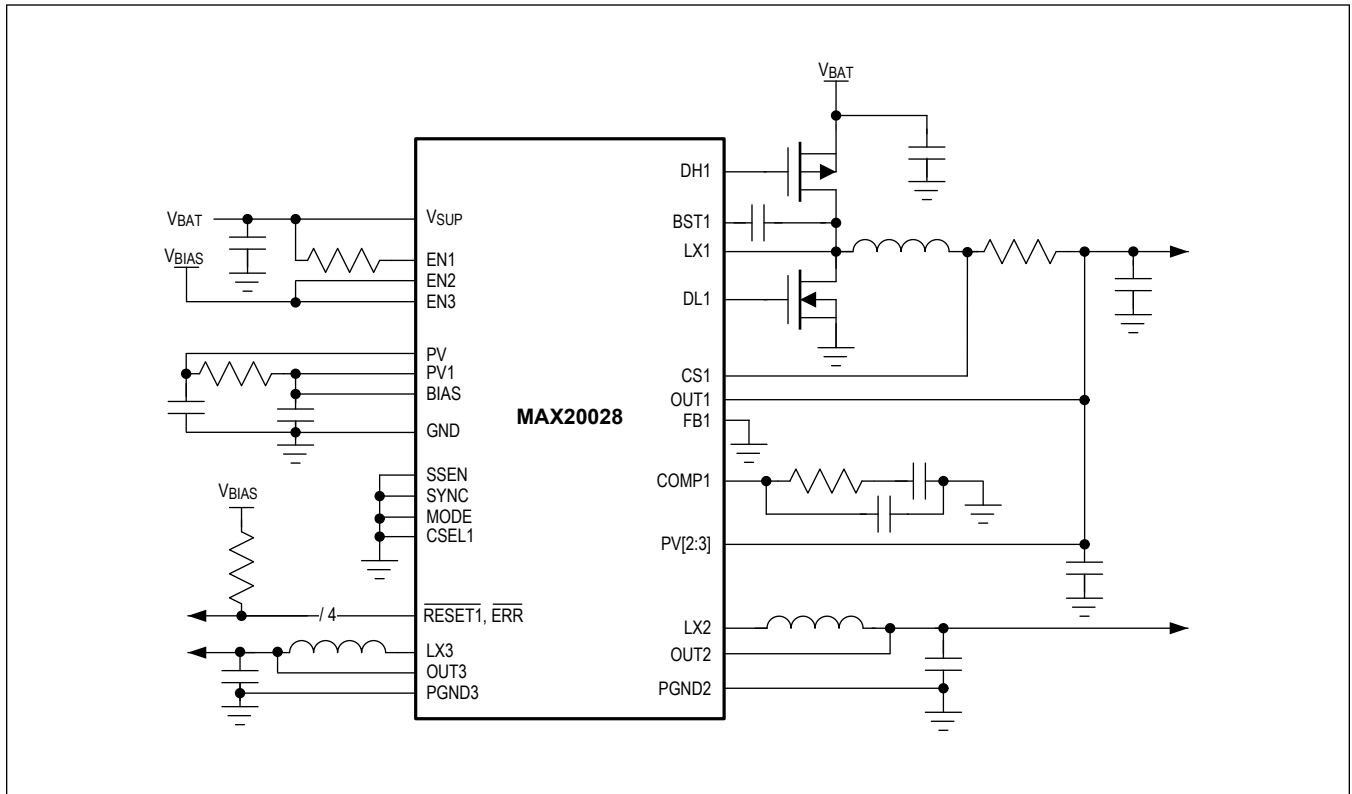 VBAT
VSUP
VBIAS
EN1
EN2
EN3
PV
PV1
BIAS
GND
SSEN
SYNC
MODE
CSEL1
VBIAS
/ 4
RESET1, ERR
LX3
OUT3
PGND3
MAX20028
VBAT
DH1
BST1
LX1
DL1
CS1
OUT1
FB1
COMP1
PV[2:3]
LX2
OUT2
PGND2